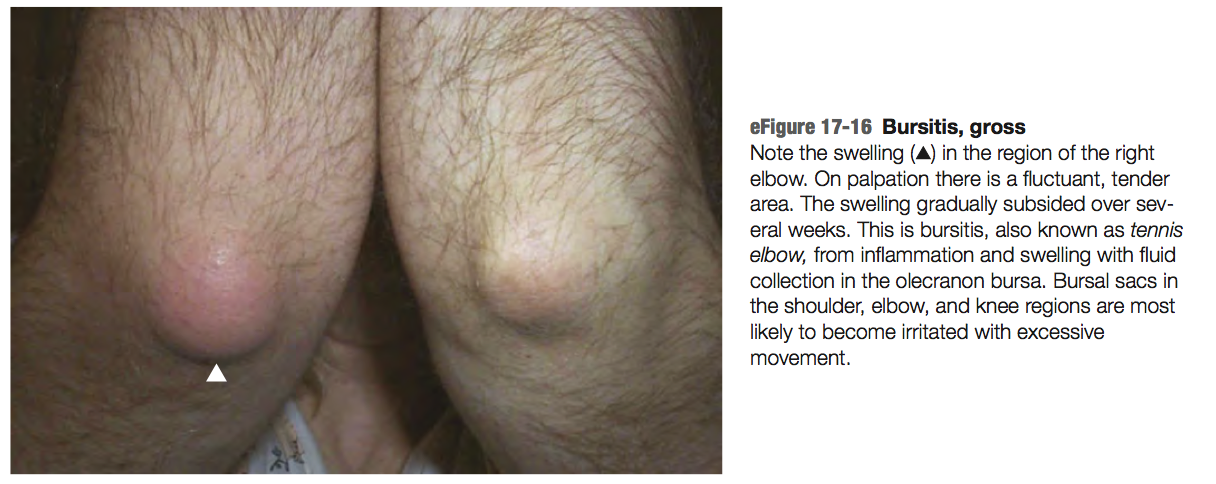 eFigure 17-16 Bursitis, gross
Note the swelling (▲) in the region of the right
elbow. On palpation there is a fluctuant, tender
area. The swelling gradually subsided over sev-
eral weeks. This is bursitis, also known as tennis
elbow, from inflammation and swelling with fluid
collection in the olecranon bursa. Bursal sacs in
the shoulder, elbow, and knee regions are most
likely to become irritated with excessive
movement.